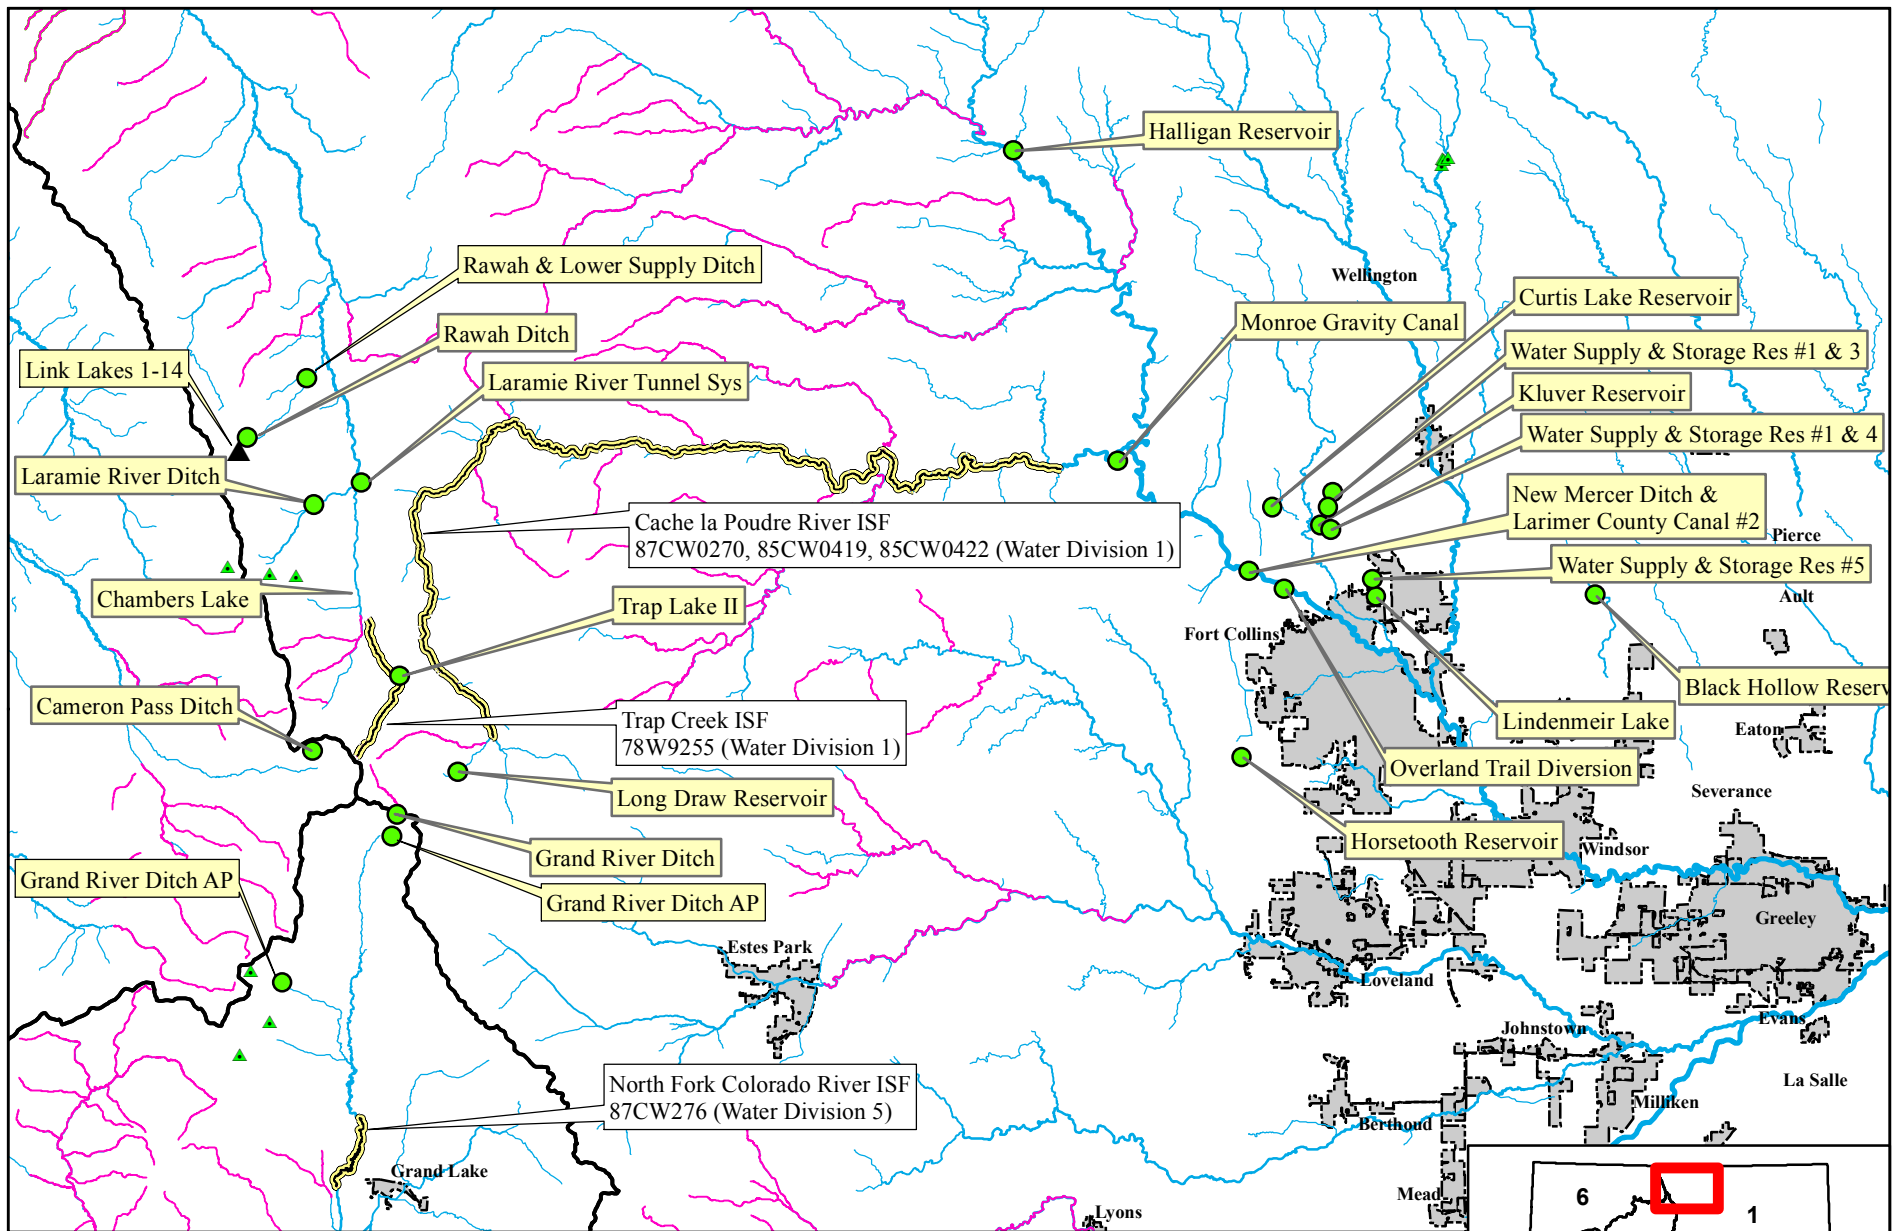 Halligan Reservoir
Rawah & Lower Supply Ditch
Wellington
Curtis Lake Reservoir
Rawah Ditch
Monroe Gravity Canal
Water Supply & Storage Res #1 & 3
Link Lakes 1-14
Laramie River Tunnel Sys
Kluver Reservoir
Water Supply & Storage Res #1 & 4
Laramie River Ditch
New Mercer Ditch &
Larimer County Canal #2
Cache la Poudre River ISF
87CW0270, 85CW0419, 85CW0422 (Water Division 1)
Pierce
Water Supply & Storage Res #5
Chambers Lake
Trap Lake II
Ault
Fort Collins
Black Hollow Reserv
Cameron Pass Ditch
Trap Creek ISF
78W9255 (Water Division 1)
Lindenmeir Lake
Eaton
Overland Trail Diversion
Long Draw Reservoir
Severance
Horsetooth Reservoir
Windsor
Grand River Ditch
Grand River Ditch AP
Grand River Ditch AP
Greeley
Estes Park
Loveland
Evans
Johnstown
North Fork Colorado River ISF
87CW276 (Water Division 5)
La Salle
Milliken
Berthoud
Grand Lake
Mead
Lyons
6
1